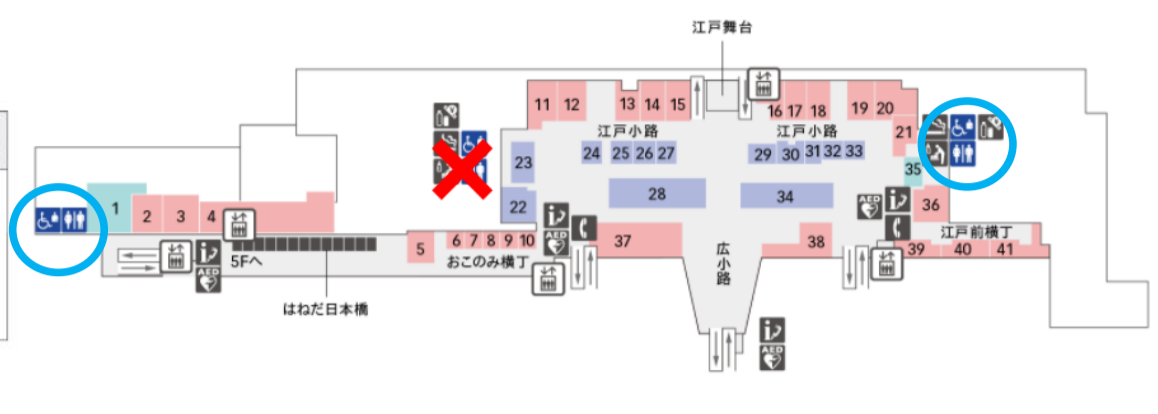 江戸舞台
11 12 13 14 15 16 17 18 19 20
21
江戸小路 江戸小路
23 24 25 26 27 29 30 31 32 33
35
28 34
22 36
1 2 3 4
AED
AED
5 6 7 8 9 10
おこのみ横丁
5Fへ
AED
37 38
広小路
江戸前横丁
39 40 41
はねだ日本橋
AED